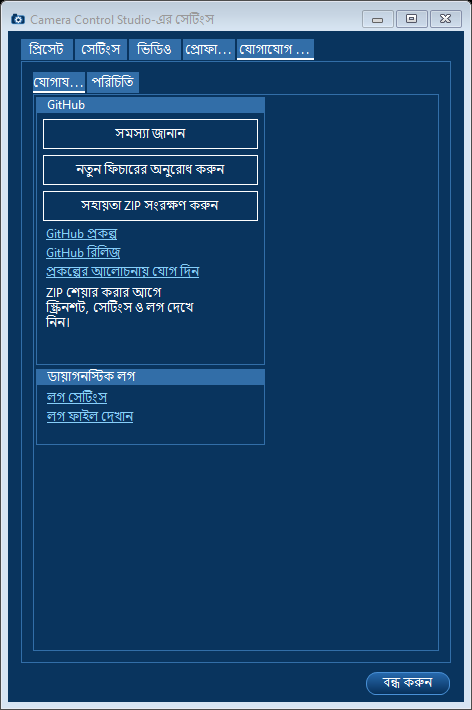 Camera Control Studio-এর সেটিংস
প্রিসেট সেটিংস ভিডিও প্রোফা... যোগাযোগ ...
যোগায... পরিচিতি
GitHub
সমস্যা জানান
নতুন ফিচারের অনুরোধ করুন
সহায়তা ZIP সংরক্ষণ করুন
GitHub প্রকল্প
GitHub রিলিজ
প্রকল্পের আলোচনায় যোগ দিন
ZIP শেয়ার করার আগে
স্ক্রিনশট, সেটিংস ও লগ দেখে
নিন।
ডায়াগনস্টিক লগ
লগ সেটিংস
লগ ফাইল দেখান
বন্ধ করুন